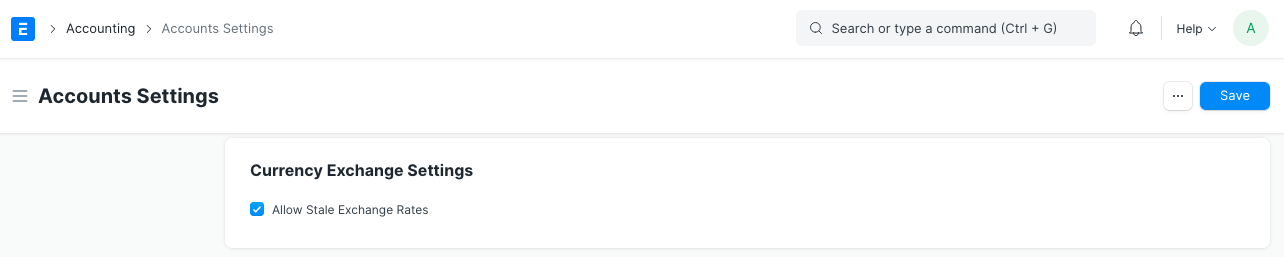 E Accounting Accounts Settings Search or type a command (Ctrl + G) Help A
Accounts Settings ... Save
Currency Exchange Settings
Allow Stale Exchange Rates